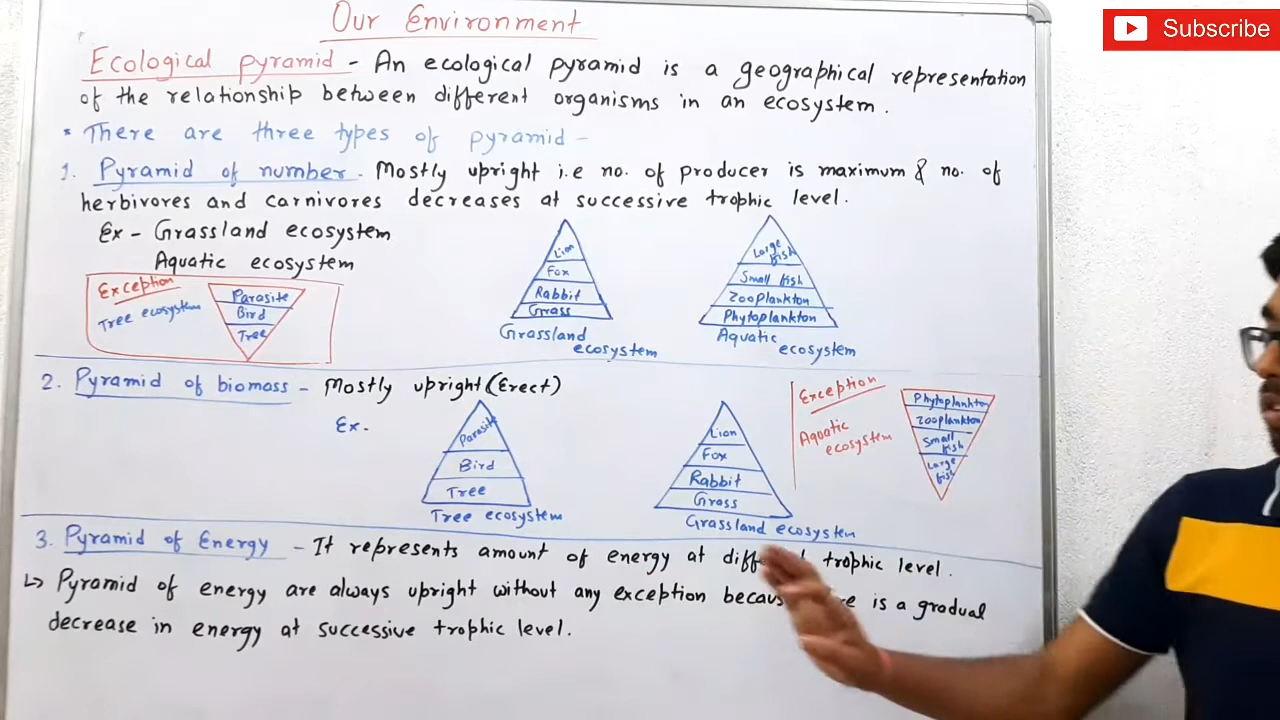 Subscribe
Our Environment
Ecological pyramid - An ecological pyramid is a geographical representation
of the relationship between different organisms in an ecosystem.
* There are three types of pyramid -
1. Pyramid of number - Mostly upright i.e no. of producer is maximum & no. of
herbivores and carnivores decreases at successive trophic level.
Ex - Grassland ecosystem
Aquatic ecosystem
Exception
Tree ecosystem
Parasite
Bird
Tree
Lion
Fox
Rabbit
Grass
Grassland
ecosystem
Large
fish
Small fish
Zooplankton
Phytoplankton
Aquatic
ecosystem
2. Pyramid of biomass - Mostly upright (Erect)
Ex.
Parasite
Bird
Tree
Tree ecosystem
Lion
Fox
Rabbit
Grass
Grassland ecosystem
Exception
Aquatic
ecosystem
Phytoplankton
Zooplankton
Small
fish
Large
fish
3. Pyramid of Energy - It represents amount of energy at trophic level.
↳ Pyramid of energy are always upright without any exception is a gradual
decrease in energy at successive trophic level.